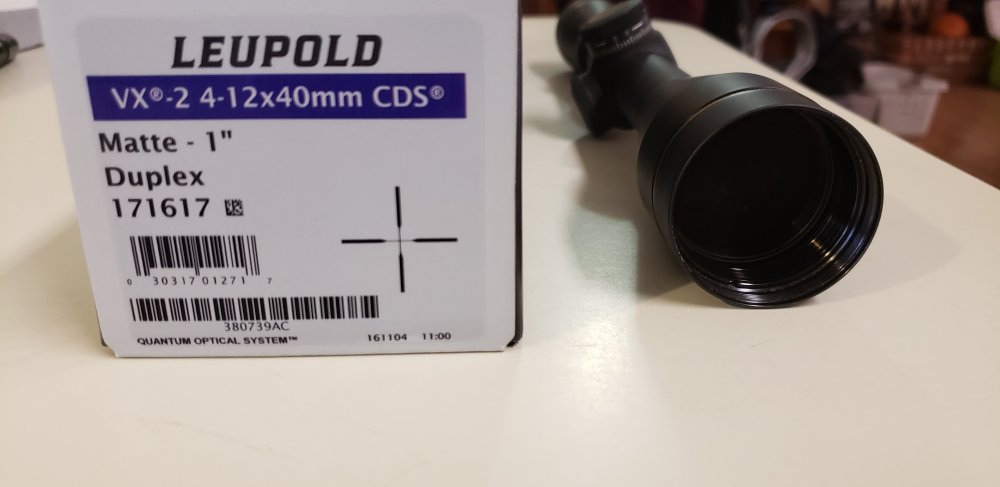 LEUPOLD
VX®-2 4-12x40mm CDS®
Matte - 1"
Duplex
171617
0 30317 01271 7
380739AC
QUANTUM OPTICAL SYSTEM™ 161104 11:00